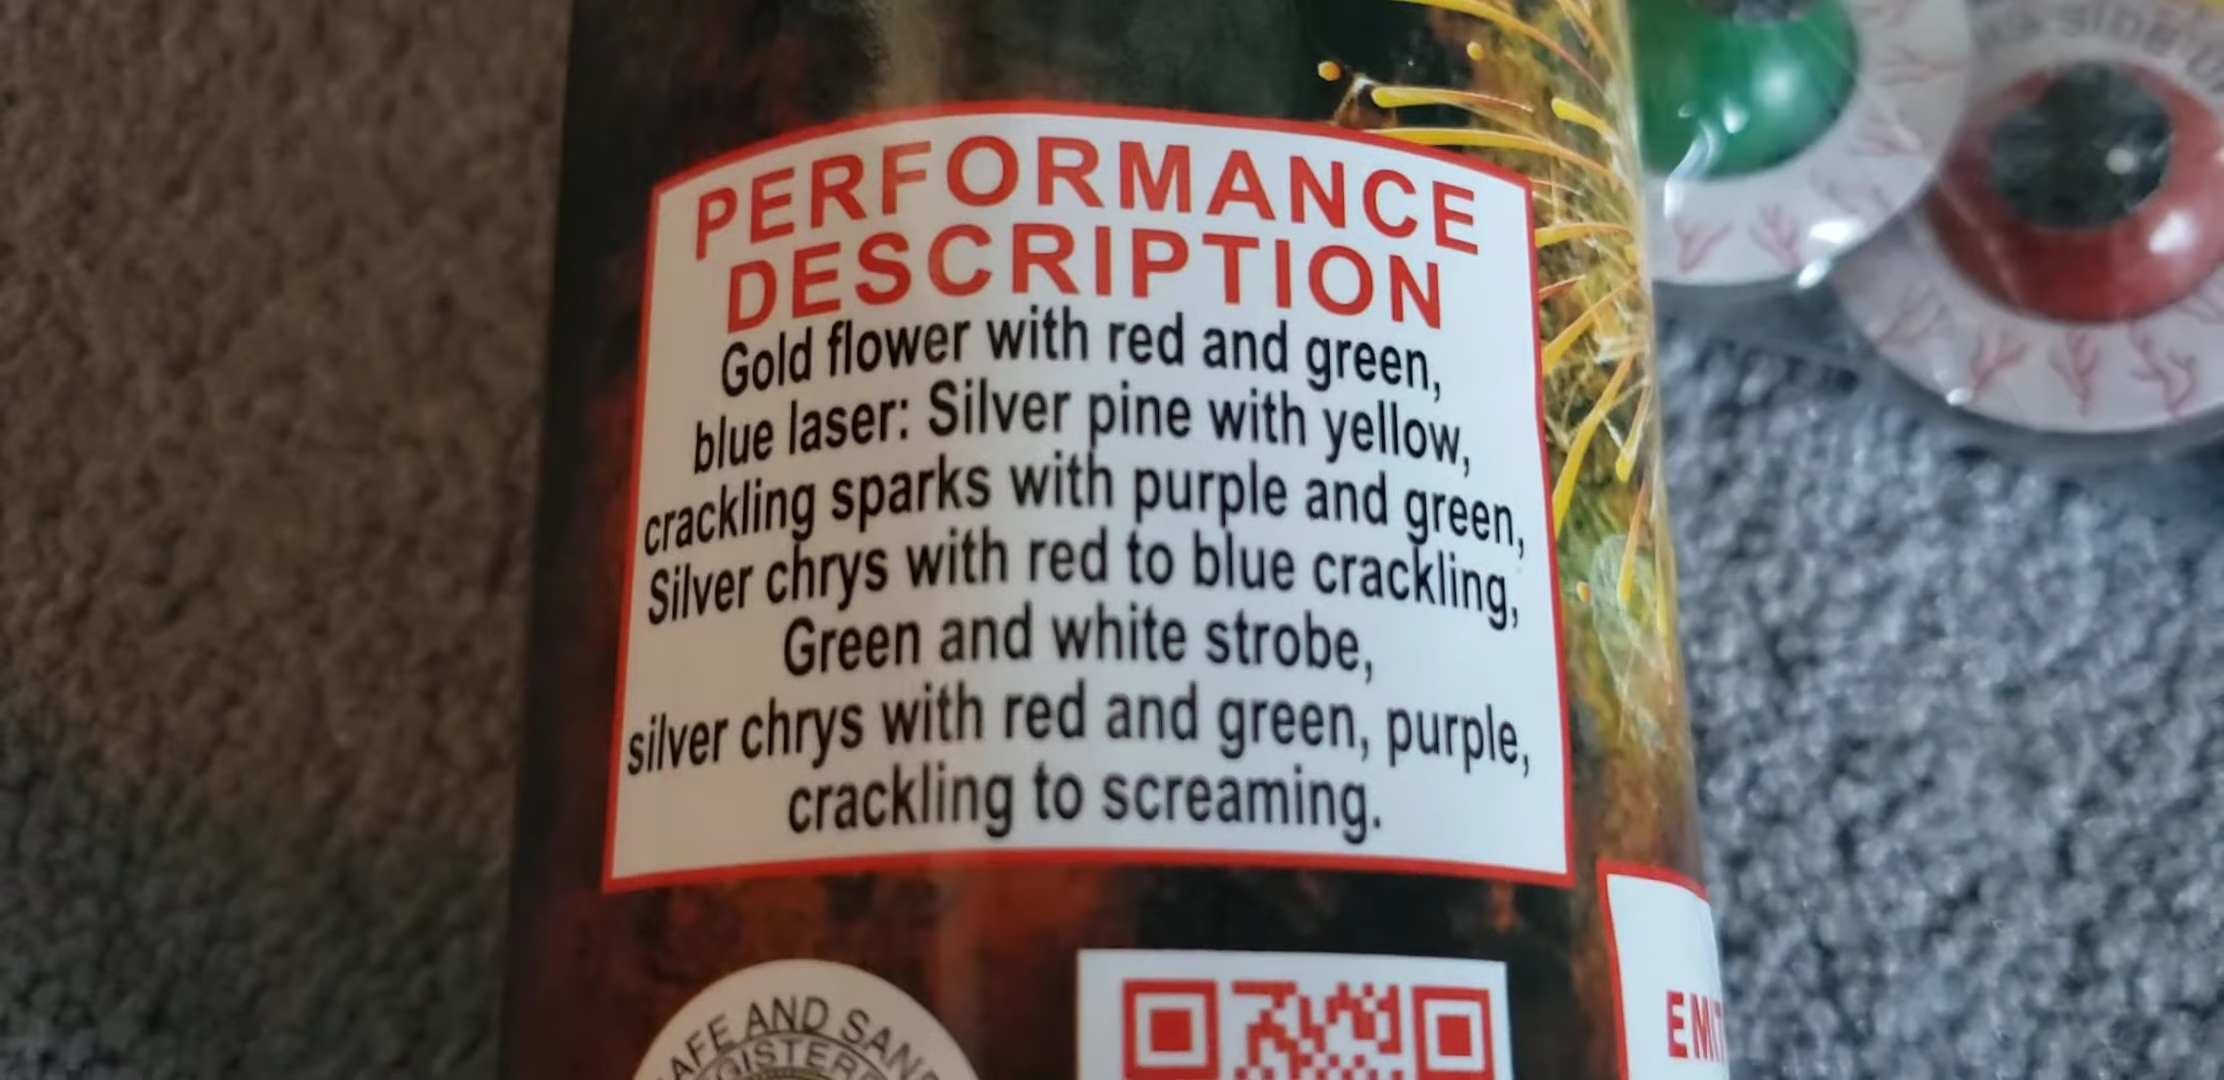 PERFORMANCE
DESCRIPTION
Gold flower with red and green,
blue laser: Silver pine with yellow,
crackling sparks with purple and green,
Silver chrys with red to blue crackling,
Green and white strobe,
silver chrys with red and green, purple,
crackling to screaming.
AND